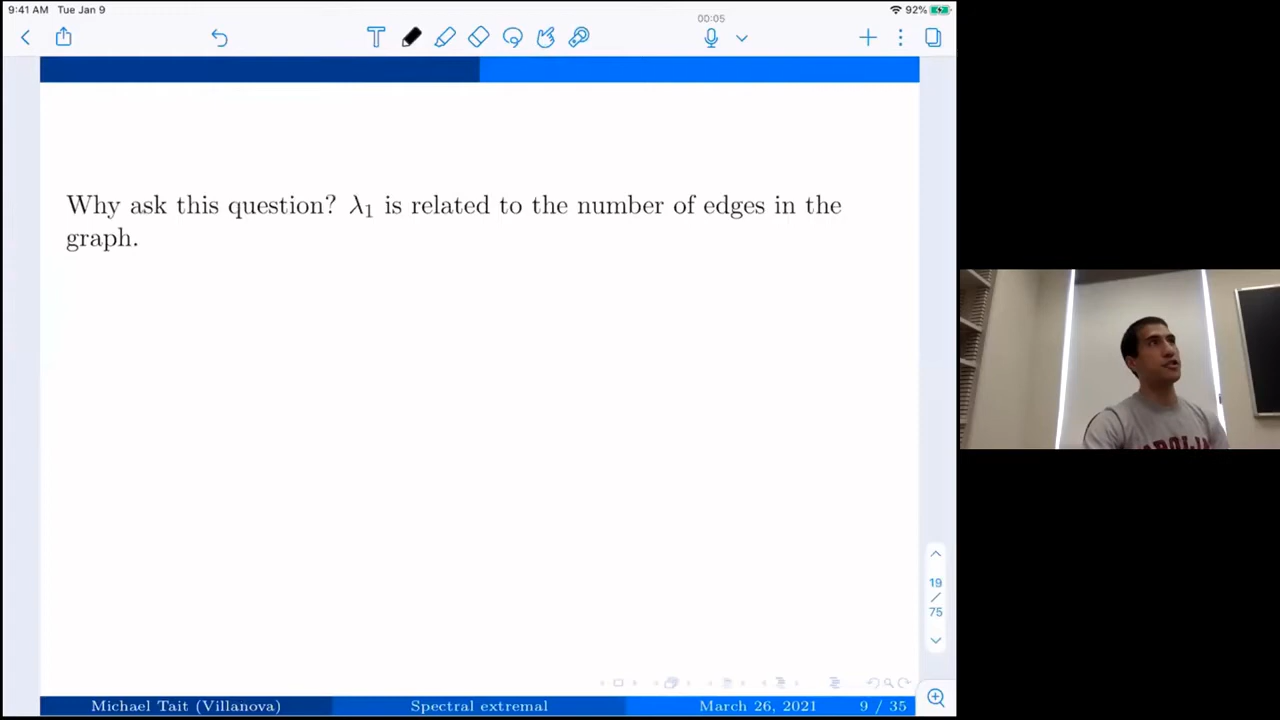 9:41 AM Tue Jan 9
92%
00:05
Why ask this question? λ₁ is related to the number of edges in the
graph.
19
/
75
Michael Tait (Villanova)
Spectral extremal
March 26, 2021
9 / 35